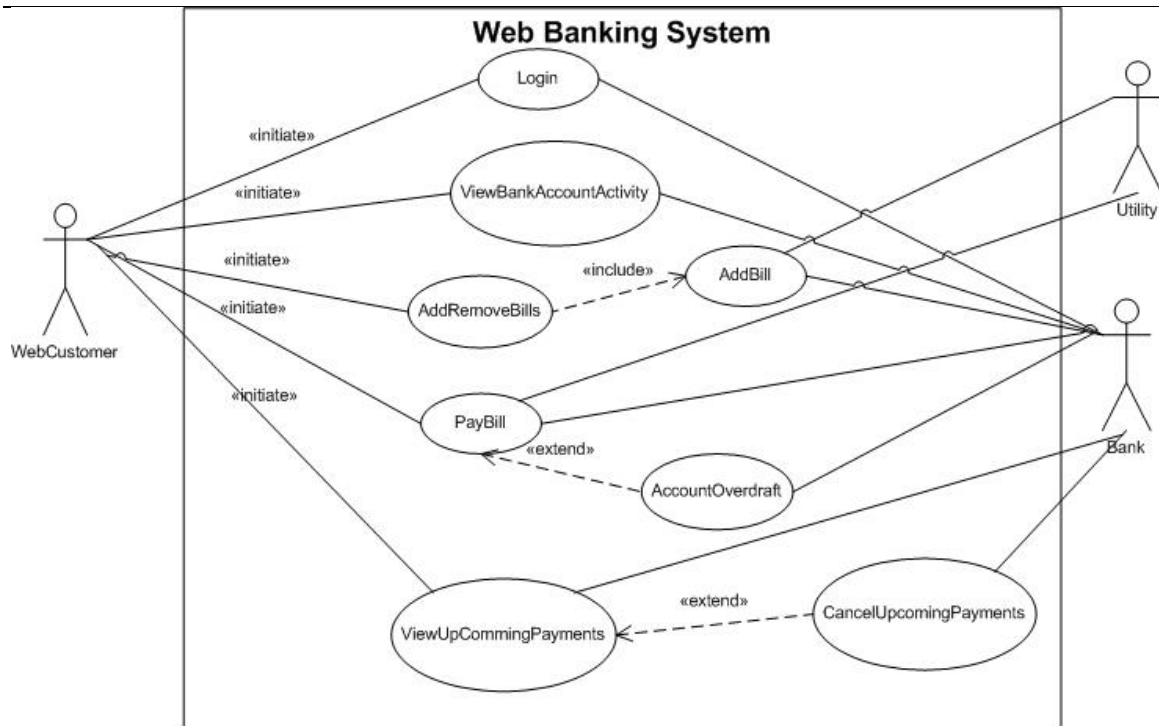 Web Banking System
Login
«initiate»
«initiate»
ViewBankAccountActivity
Utility
«initiate»
«include»
AddBill
«initiate»
AddRemoveBills
WebCustomer
«initiate»
PayBill
«extend»
Bank
AccountOverdraft
«extend»
CancelUpcomingPayments
ViewUpCommingPayments